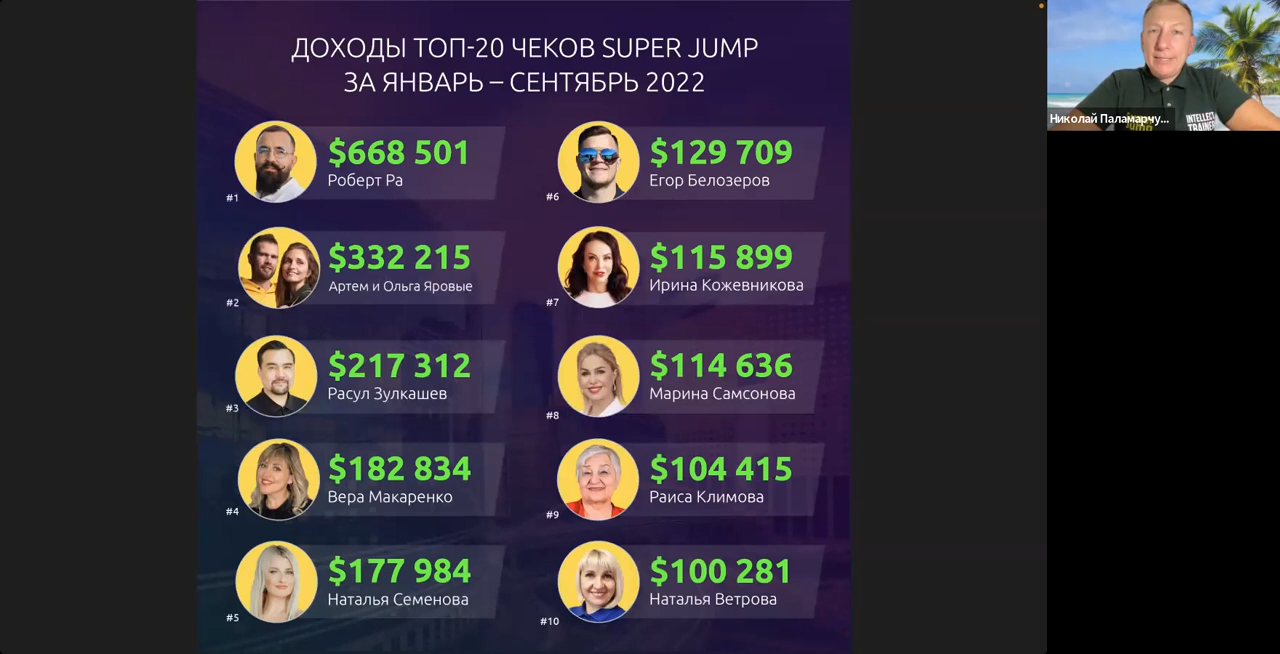 ДОХОДЫ ТОП-20 ЧЕКОВ SUPER JUMP
ЗА ЯНВАРЬ – СЕНТЯБРЬ 2022
$668 501
Роберт Ра
#1
$332 215
Артем и Ольга Яровые
#2
$217 312
Расул Зулкашев
#3
$182 834
Вера Макаренко
#4
$177 984
Наталья Семенова
#5
$129 709
Егор Белозеров
#6
$115 899
Ирина Кожевникова
#7
$114 636
Марина Самсонова
#8
$104 415
Раиса Климова
#9
$100 281
Наталья Ветрова
#10
Николай Паламарчу...
Jump
INTELLECT
TRAINER